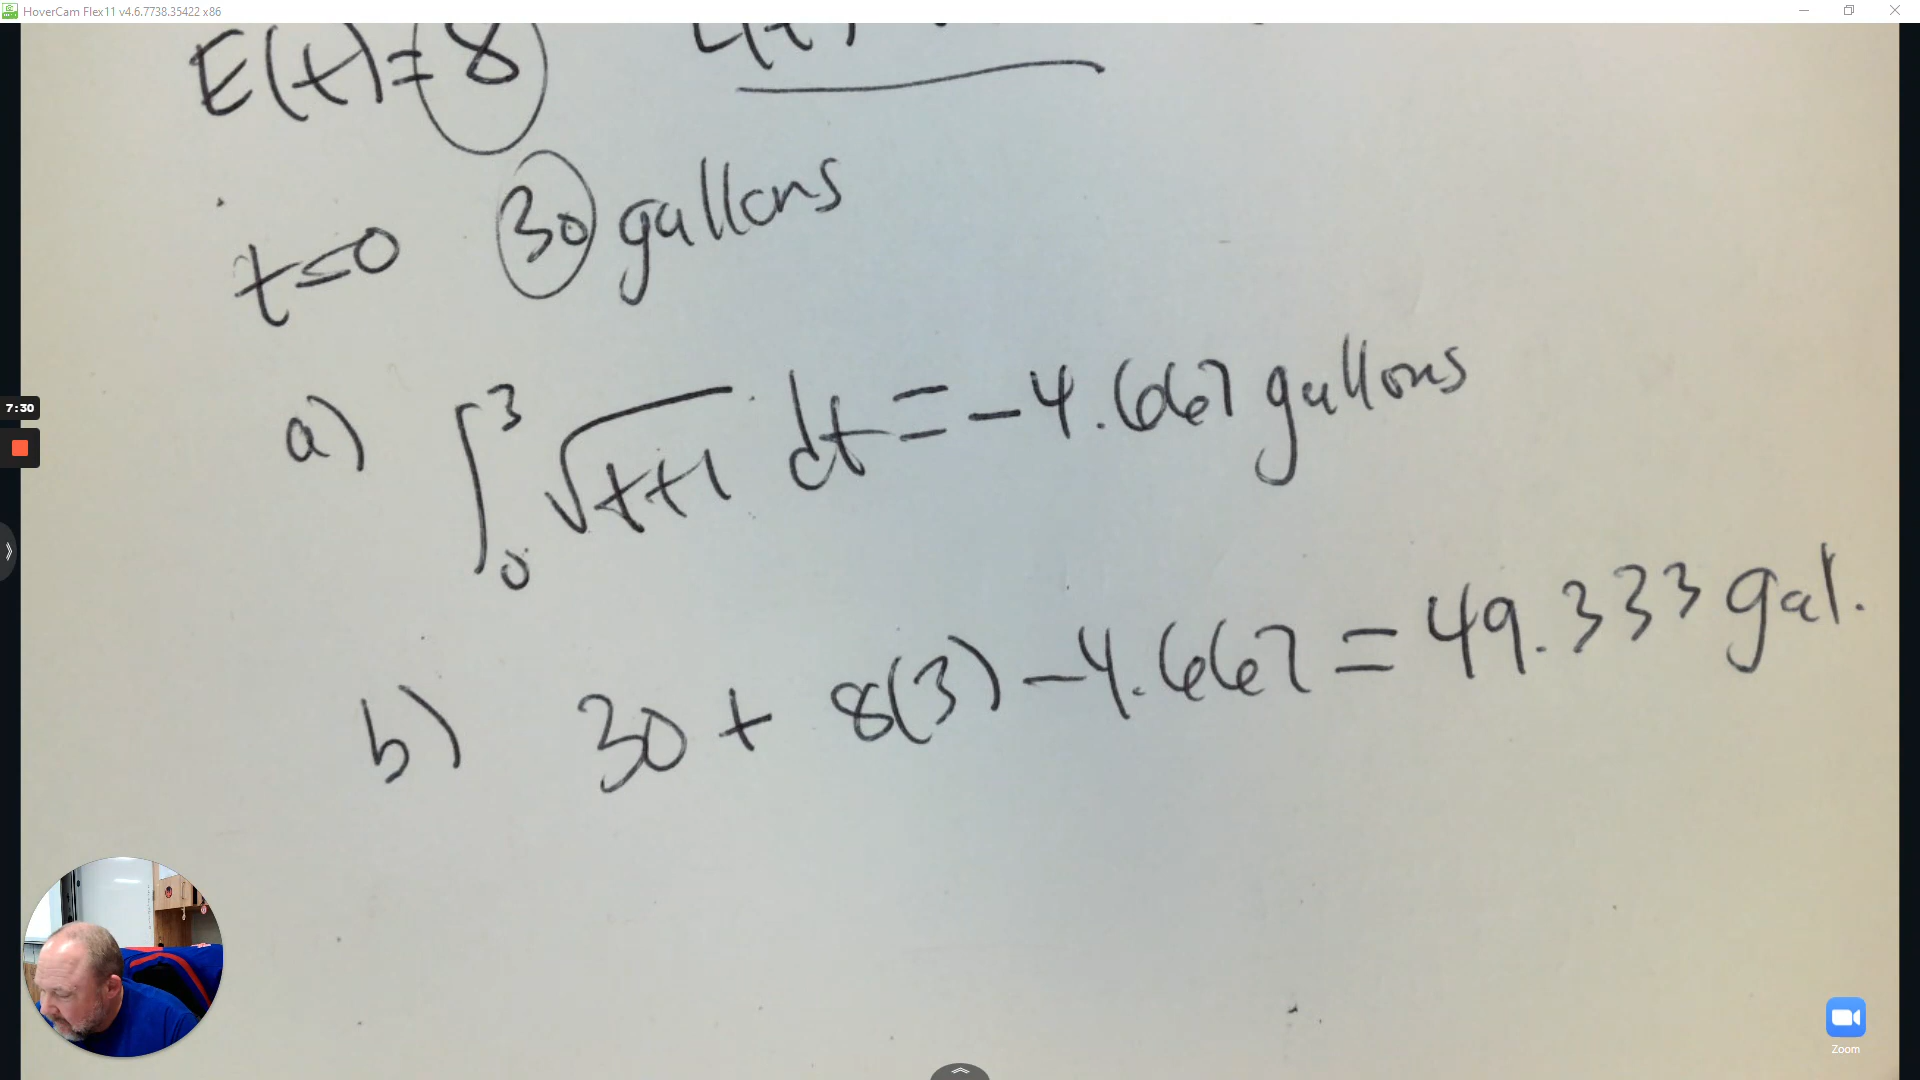 HoverCam Flex11 v4.6.7738.35422 x86
E(t)=8
t=0 30 gallons
a) ∫₀³ √t+1 dt = -4.667 gallons
7:30
b) 30 + 8(3) - 4.667 = 49.333 gal.
Zoom